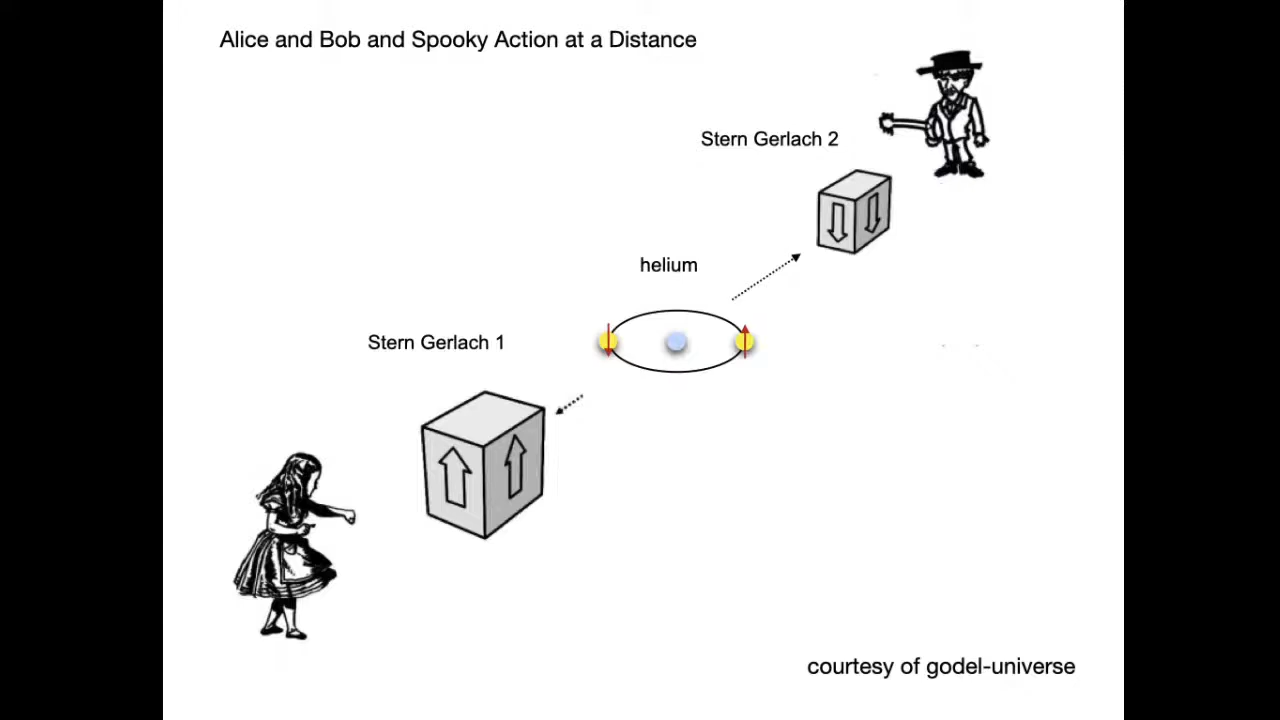 Alice and Bob and Spooky Action at a Distance
Stern Gerlach 2
helium
Stern Gerlach 1
courtesy of godel-universe